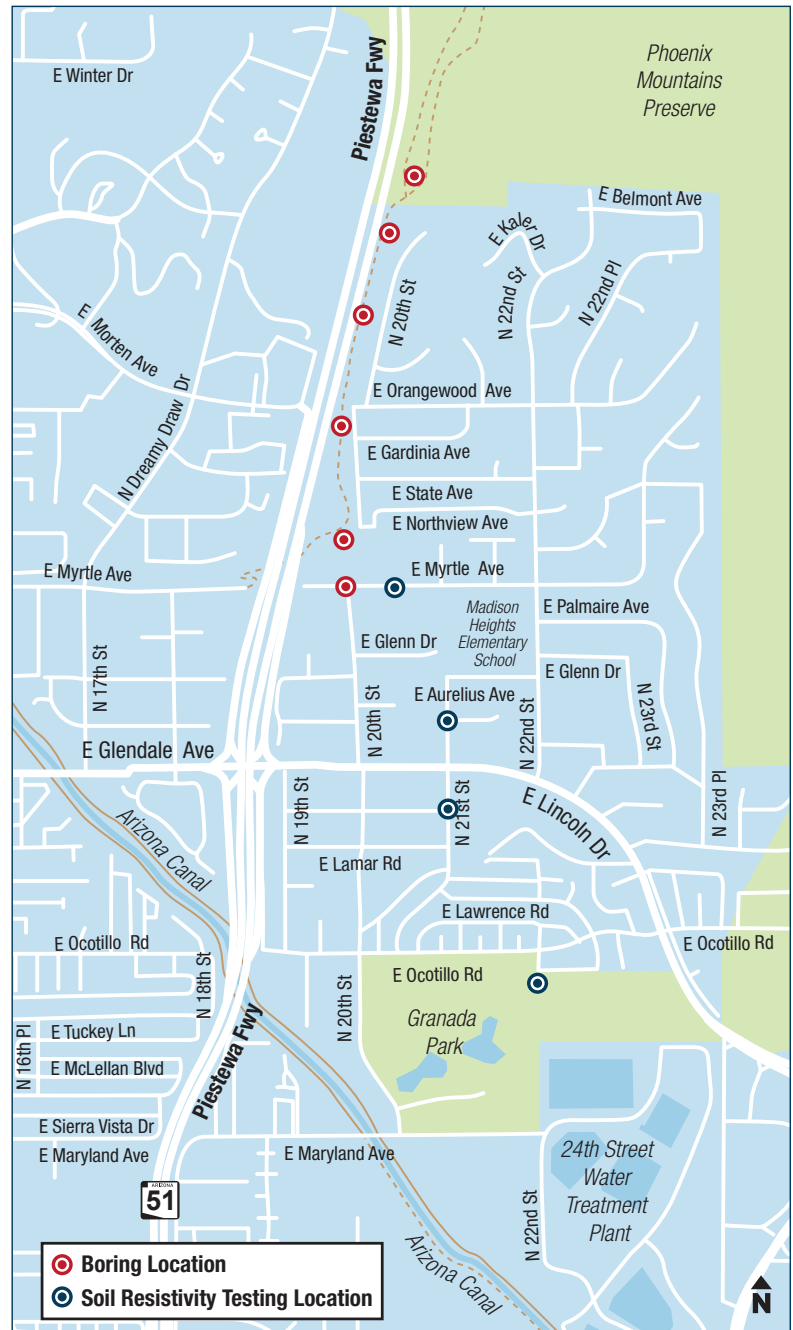 E Winter Dr
Piestewa Fwy
Phoenix
Mountains
Preserve
E Belmont Ave
E Kaler Dr
N 20th St
N 22nd St
N 22nd Pl
E Morten Ave
N Dreamy Draw Dr
E Orangewood Ave
E Gardinia Ave
E State Ave
E Northview Ave
E Myrtle Ave
E Myrtle Ave
Madison
Heights
Elementary
School
E Palmaire Ave
E Glenn Dr
E Glenn Dr
N 17th St
E Aurelius Ave
N 20th St
N 22nd St
N 23rd St
E Glendale Ave
N 19th St
N 21st St
E Lincoln Dr
N 23rd Pl
Arizona Canal
E Lamar Rd
E Lawrence Rd
E Ocotillo Rd
E Ocotillo Rd
E Ocotillo Rd
N 18th St
N 20th St
Granada
Park
N 16th Pl
E Tuckey Ln
E McLellan Blvd
Piestewa Fwy
E Sierra Vista Dr
E Maryland Ave
E Maryland Ave
24th Street
Water
Treatment
Plant
N 22nd St
ARIZONA
51
Arizona Canal
Boring Location
Soil Resistivity Testing Location
N